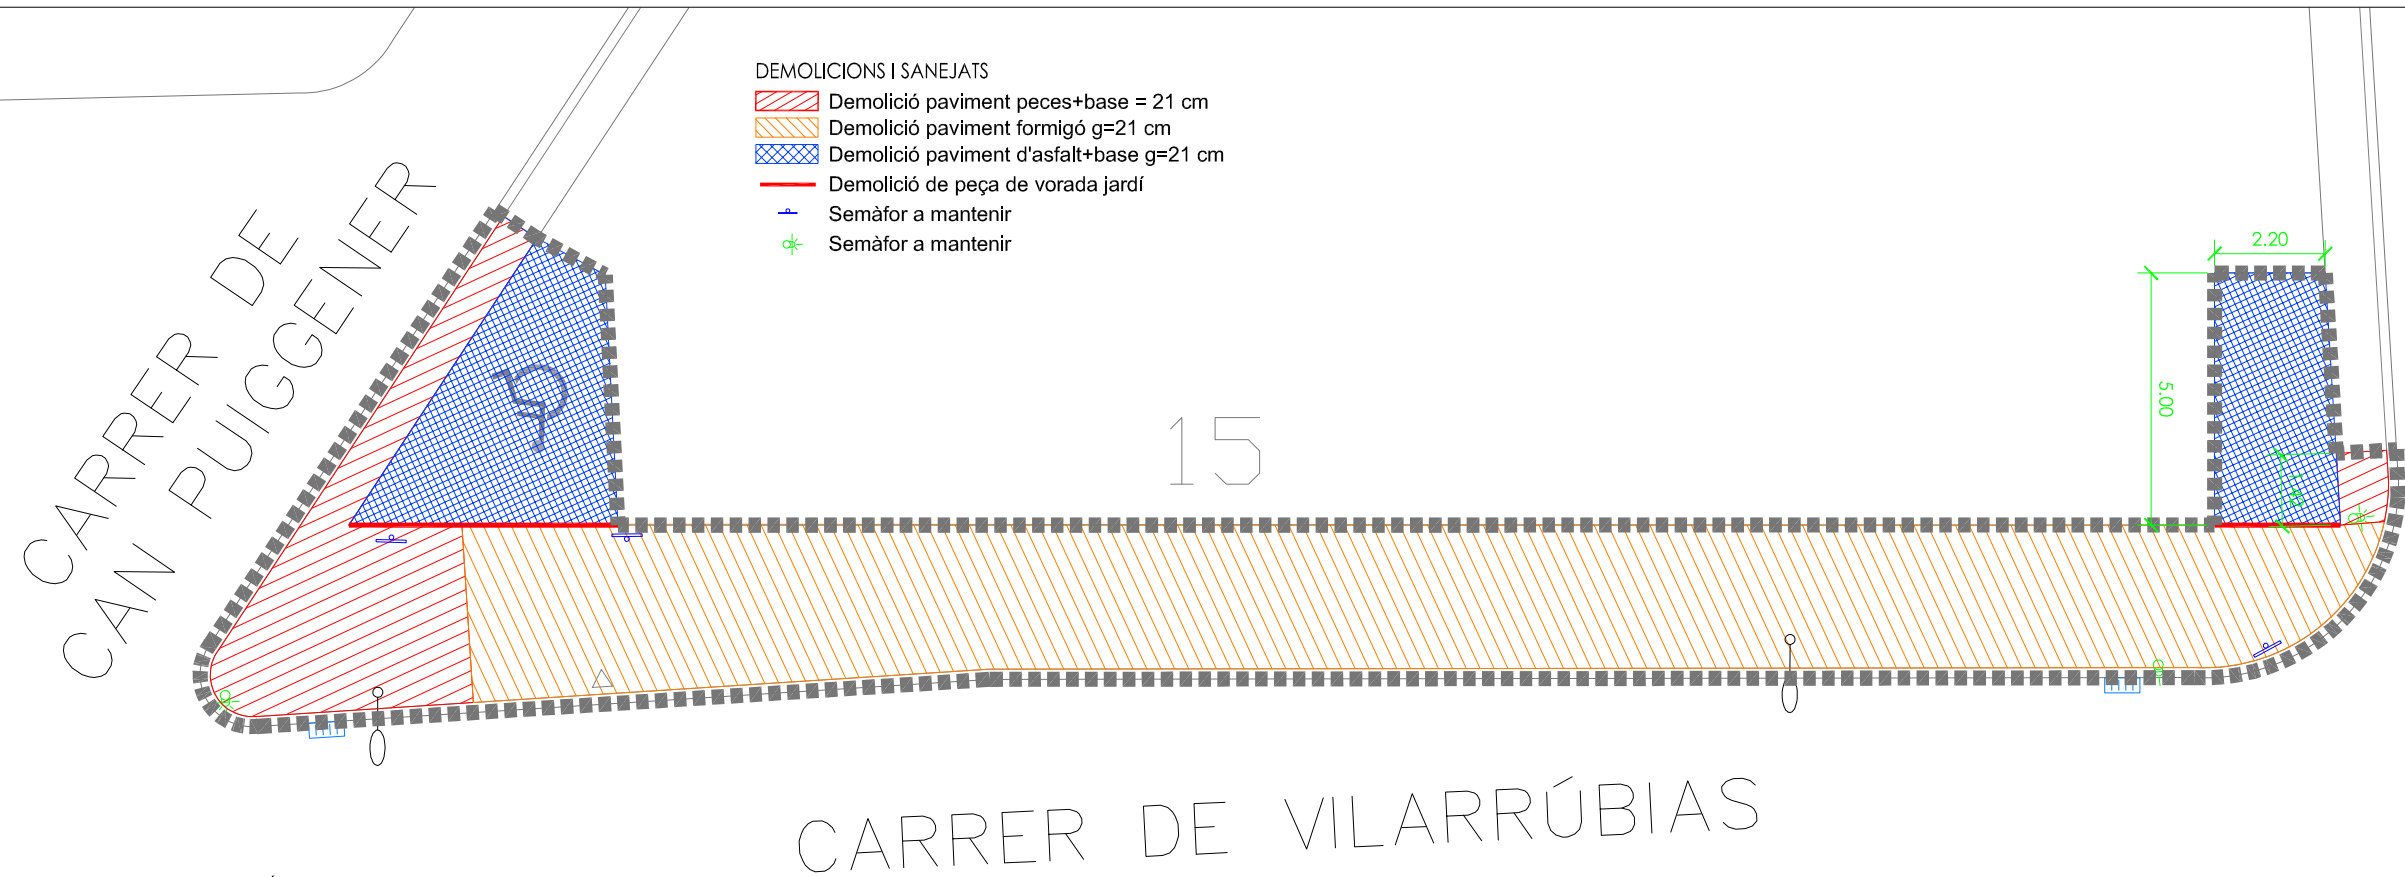 DEMOLICIONS I SANEJATS
Demolició paviment peces+base = 21 cm
Demolició paviment formigó g=21 cm
Demolició paviment d'asfalt+base g=21 cm
Demolició de peça de vorada jardí
Semàfor a mantenir
Semàfor a mantenir
CARRER DE
CAN PUIGGENER
2.20
5.00
15
CARRER DE VILARRÚBIAS